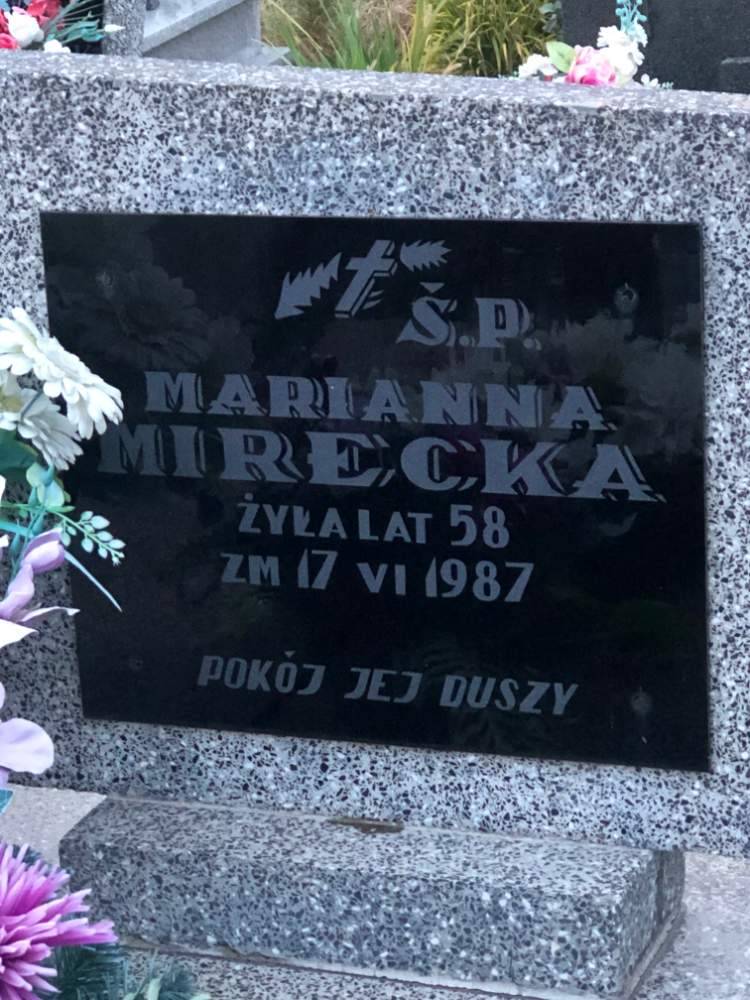 Ś.P.
MARIANNA
MIRECKA
ŻYŁA LAT 58
ZM 17 VI 1987
POKÓJ JEJ DUSZY